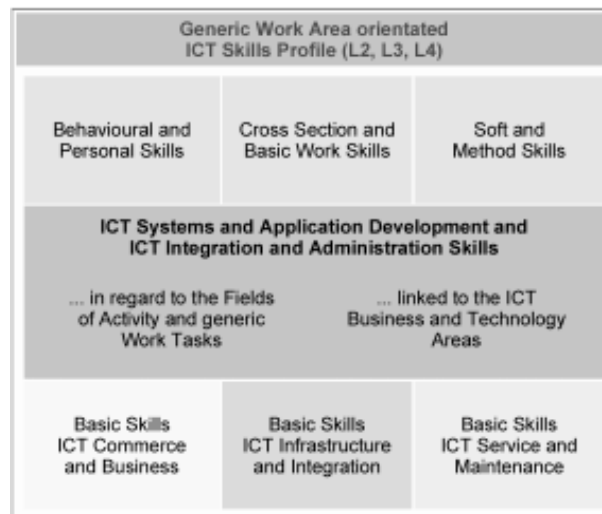 Generic Work Area orientated
ICT Skills Profile (L2, L3, L4)
Behavioural and
Personal Skills
Cross Section and
Basic Work Skills
Soft and
Method Skills
ICT Systems and Application Development and
ICT Integration and Administration Skills
... in regard to the Fields
of Activity and generic
Work Tasks
... linked to the ICT
Business and Technology
Areas
Basic Skills
ICT Commerce
and Business
Basic Skills
ICT Infrastructure
and Integration
Basic Skills
ICT Service and
Maintenance